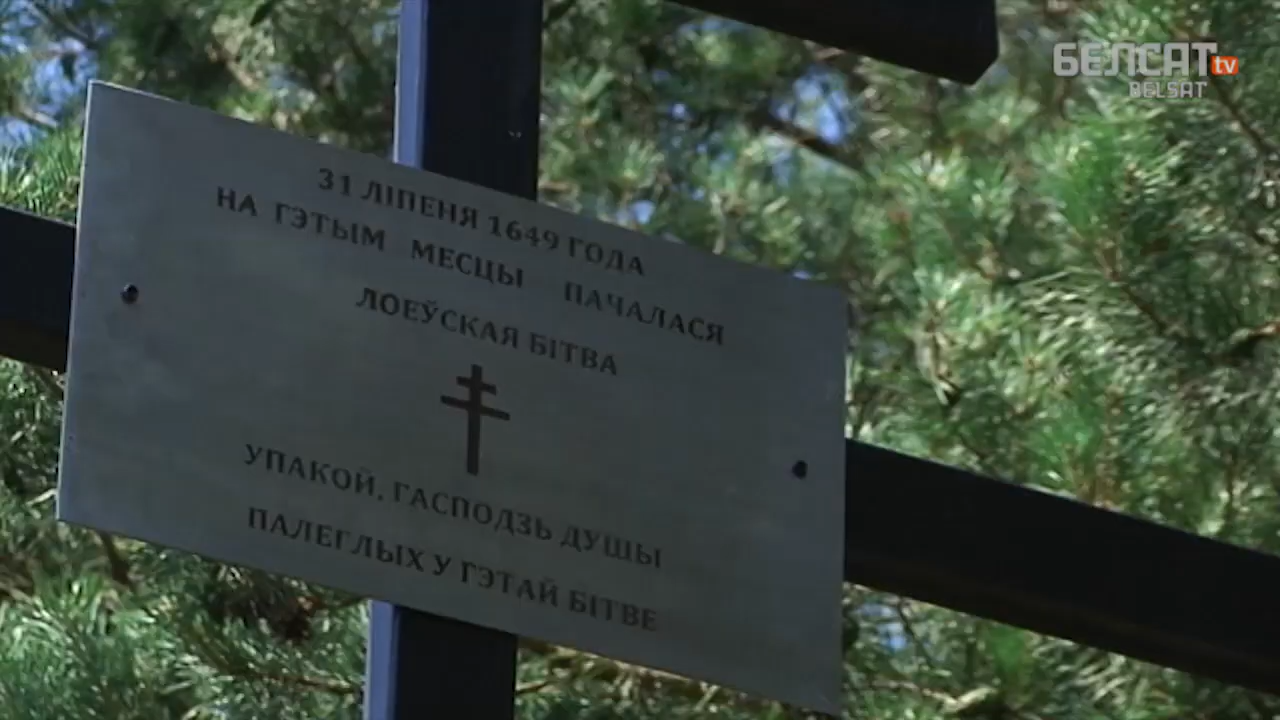 БЕЛСАТ tv
BELSAT
31 ЛІПЕНЯ 1649 ГОДА
НА ГЭТЫМ МЕСЦЫ ПАЧАЛАСЯ
ЛОЕЎСКАЯ БІТВА
УПАКОЙ, ГАСПОДЗЬ ДУШЫ
ПАЛЕГЛЫХ У ГЭТАЙ БІТВЕ